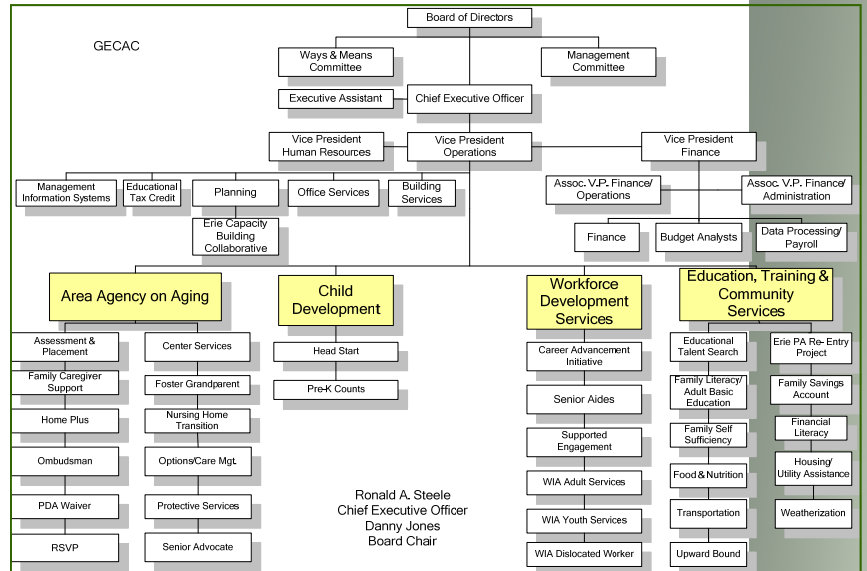 Board of Directors
GECAC
Ways & Means
Committee
Management
Committee
Executive Assistant
Chief Executive Officer
Vice President
Human Resources
Vice President
Operations
Vice President
Finance
Management
Information Systems
Educational
Tax Credit
Planning
Office Services
Building
Services
Assoc. V.P. Finance/
Operations
Assoc. V.P. Finance/
Administration
Erie Capacity
Building
Collaborative
Finance
Budget Analysts
Data Processing/
Payroll
Area Agency on Aging
Child
Development
Workforce
Development
Services
Education, Training &
Community
Services
Assessment &
Placement
Family Caregiver
Support
Home Plus
Ombudsman
PDA Waiver
RSVP
Center Services
Foster Grandparent
Nursing Home
Transition
Options/Care Mgt.
Protective Services
Senior Advocate
Head Start
Pre-K Counts
Career Advancement
Initiative
Senior Aides
Supported
Engagement
WIA Adult Services
WIA Youth Services
WIA Dislocated Worker
Educational
Talent Search
Family Literacy/
Adult Basic
Education
Family Self
Sufficiency
Food & Nutrition
Transportation
Upward Bound
Erie PA Re- Entry
Project
Family Savings
Account
Financial
Literacy
Housing/
Utility Assistance
Weatherization
Ronald A. Steele
Chief Executive Officer
Danny Jones
Board Chair